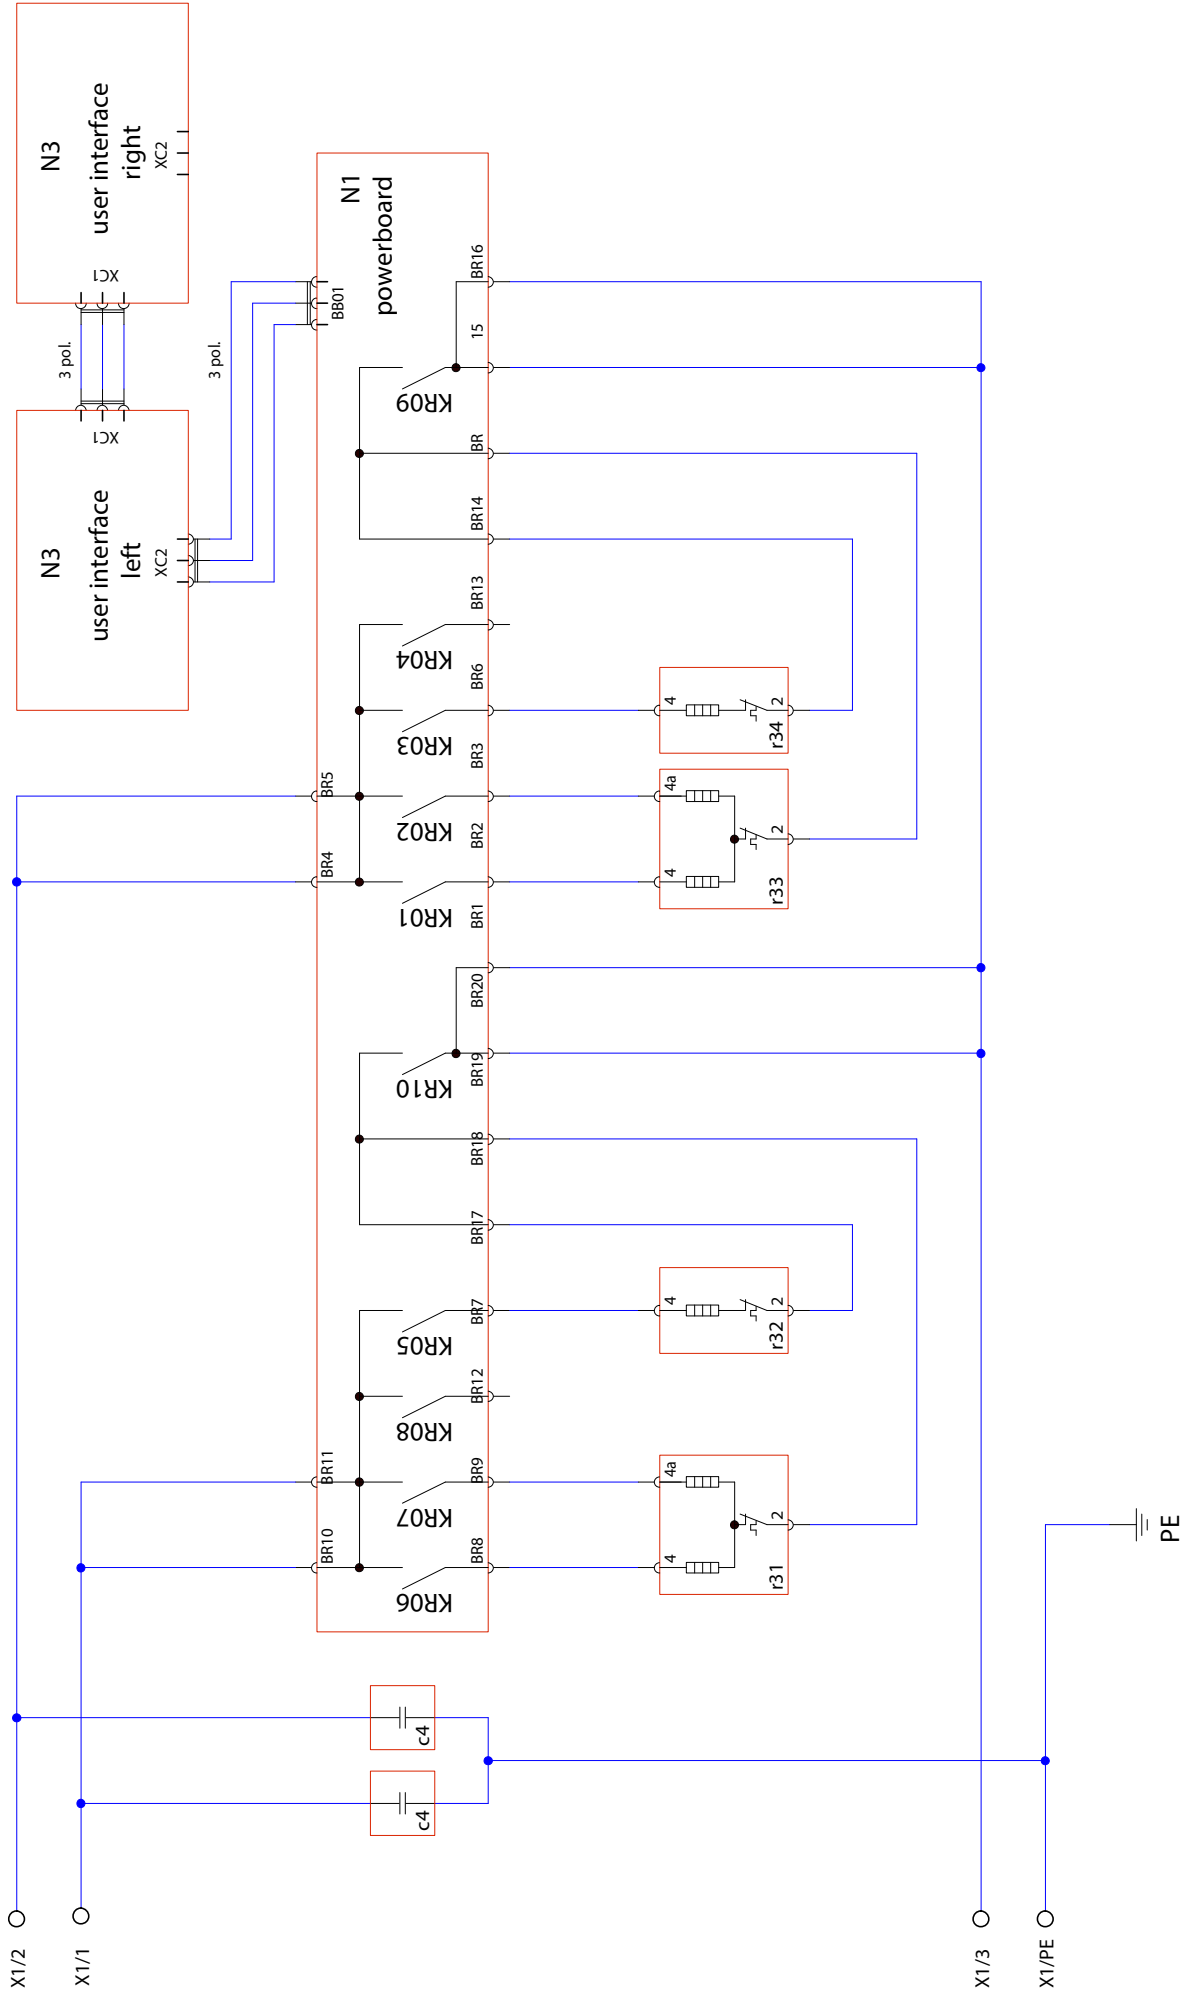 N3
user interface
right
XC2
XC1
3 pol.
3 pol.
XC1
N3
user interface
left
XC2
N1
powerboard
BB01
BR16
15
KR09
BR
BR14
BR13
KR04
BR6
KR03
BR3
BR5
KR02
BR2
BR4
KR01
BR1
4
2
r34
4a
4
2
r33
BR20
KR10
BR19
BR18
BR17
BR7
KR05
BR12
KR08
BR11
BR9
KR07
BR10
BR8
KR06
4
2
r32
4a
4
2
r31
PE
c4
c4
X1/2
X1/1
X1/3
X1/PE